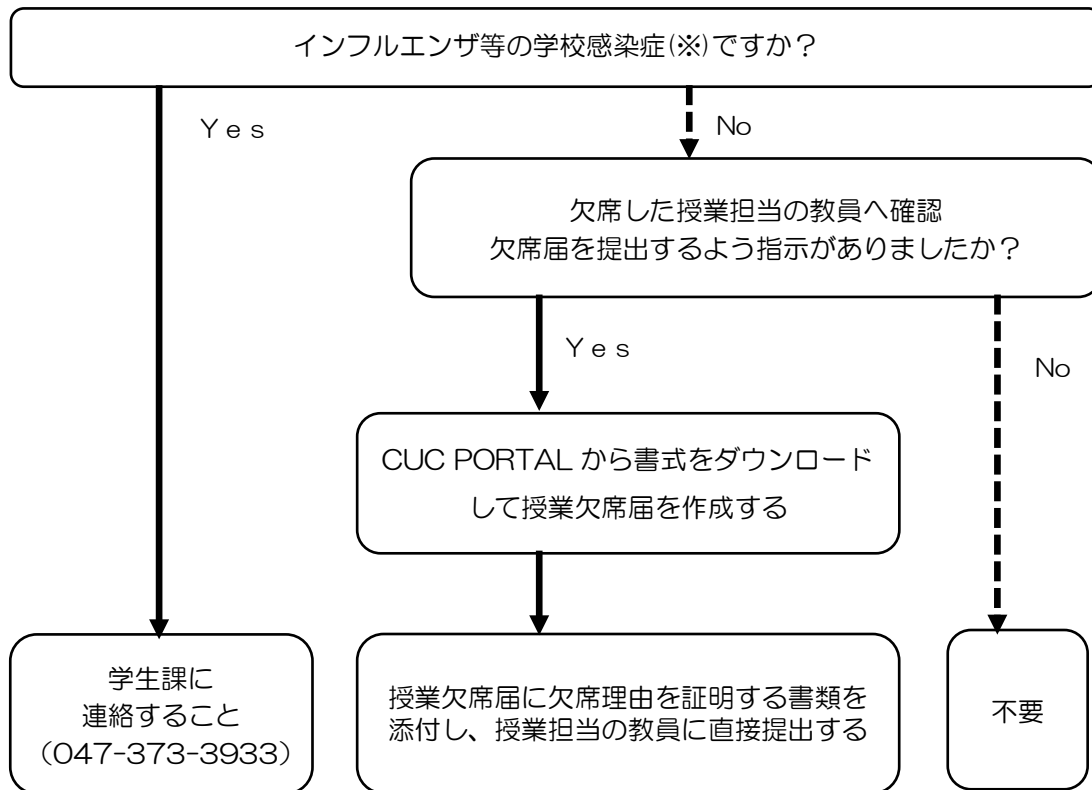 インフルエンザ等の学校感染症(※)ですか？
Ｙｅｓ
No
欠席した授業担当の教員へ確認
欠席届を提出するよう指示がありましたか？
Ｙｅｓ
No
CUC PORTAL から書式をダウンロード
して授業欠席届を作成する
学生課に
連絡すること
（047-373-3933）
授業欠席届に欠席理由を証明する書類を
添付し、授業担当の教員に直接提出する
不要